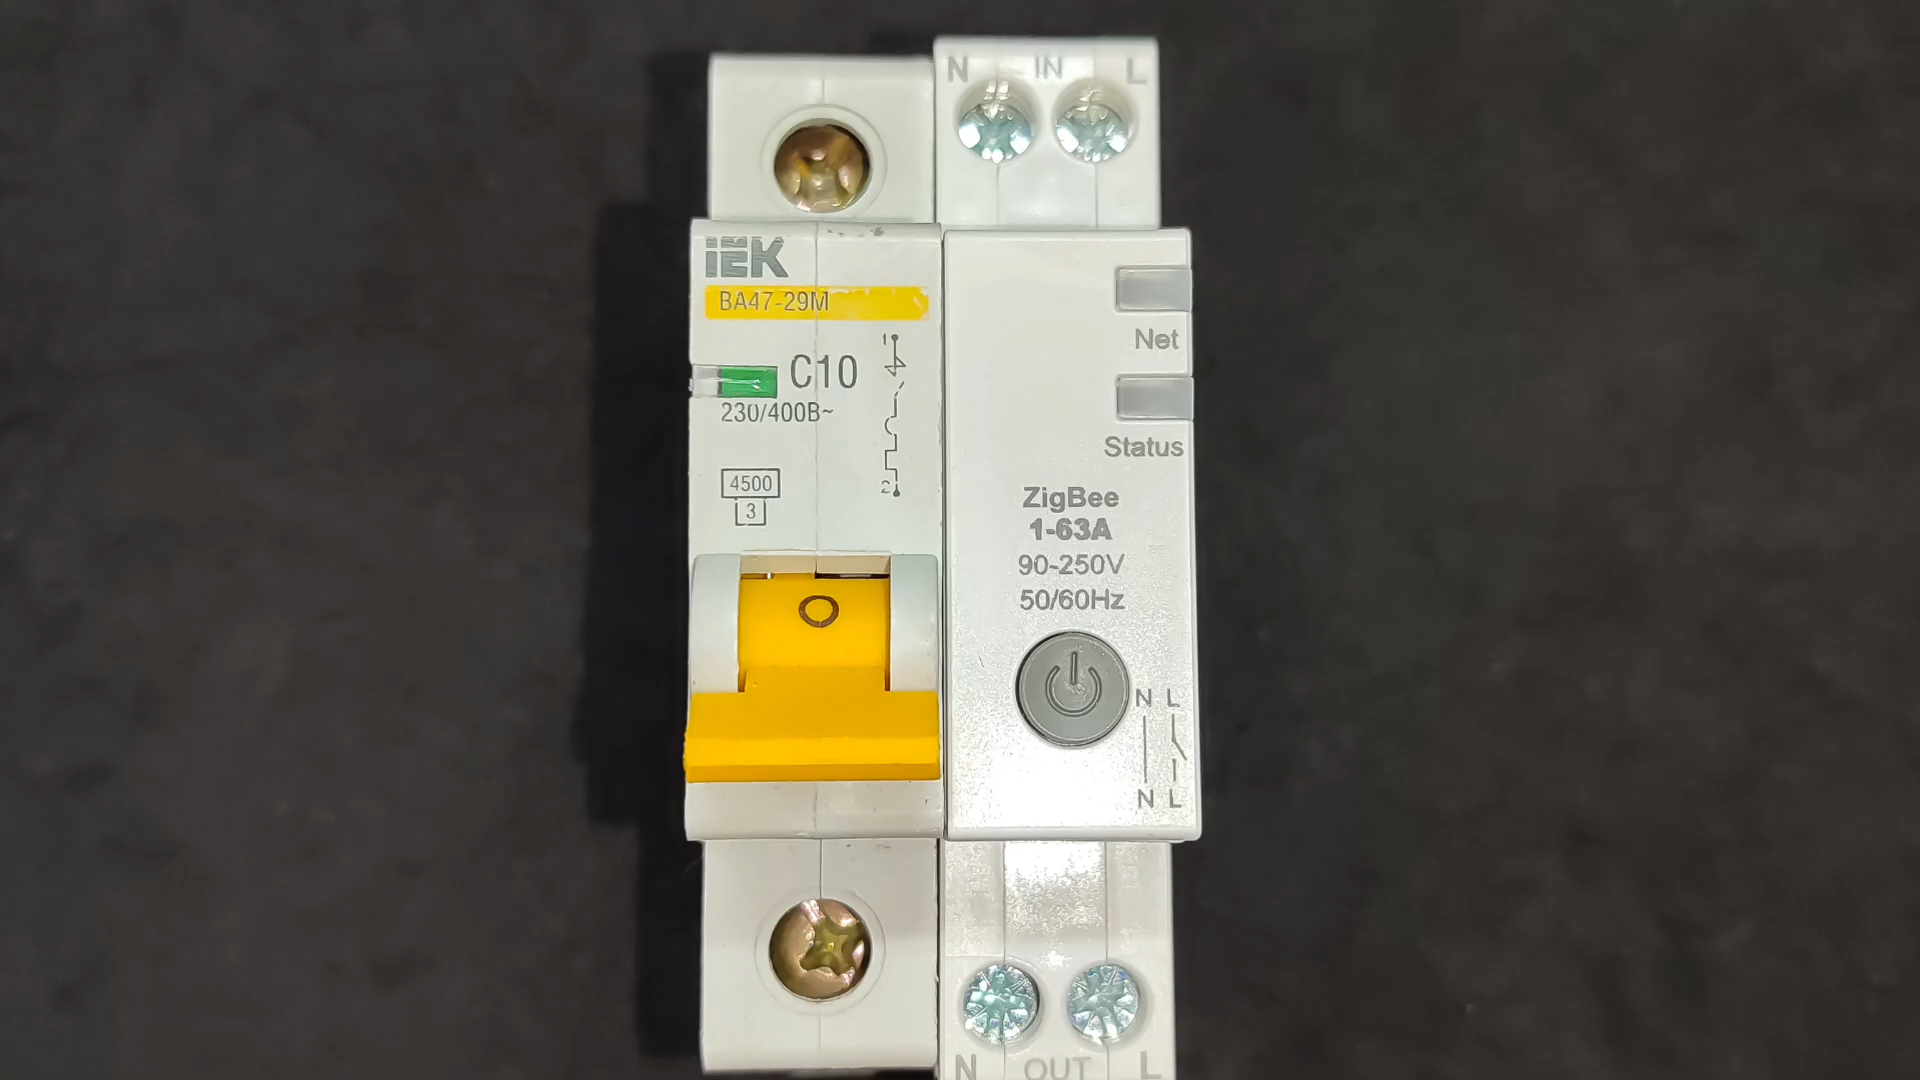 IEK
ВА47-29М
C10
230/400В~
4500
3
1
2
O
N IN L
Net
Status
ZigBee
1-63A
90-250V
50/60Hz
N L
N L
N OUT L